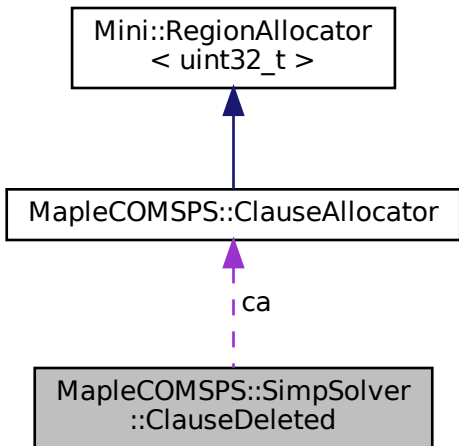 Mini::RegionAllocator
< uint32_t >
MapleCOMSPS::ClauseAllocator
ca
MapleCOMSPS::SimpSolver
::ClauseDeleted